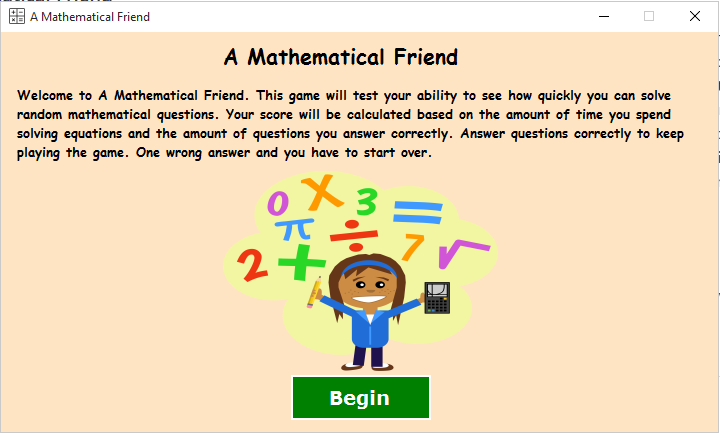 A Mathematical Friend
A Mathematical Friend
Welcome to A Mathematical Friend. This game will test your ability to see how quickly you can solve
random mathematical questions. Your score will be calculated based on the amount of time you spend
solving equations and the amount of questions you answer correctly. Answer questions correctly to keep
playing the game. One wrong answer and you have to start over.
0 X 3 =
π ÷ 7 √
2 +
Begin